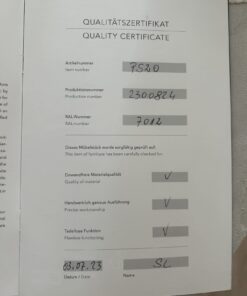 QUALITÄTSZERTIFIKAT
QUALITY CERTIFICATE
Artikelnummer
Item number
7520
Produktionsnummer
Production number
2300824
RAL-Nummer
RAL-number
7012
Dieses Möbelstück wurde sorgfältig geprüft auf:
This item of furniture has been carefully checked for:
Einwandfreie Materialqualität
Quality of material
✓
Handwerklich genaue Ausführung
Precise workmanship
✓
Tadellose Funktion
Flawless functioning
✓
03.07.23
SL
Datum / Date
Name